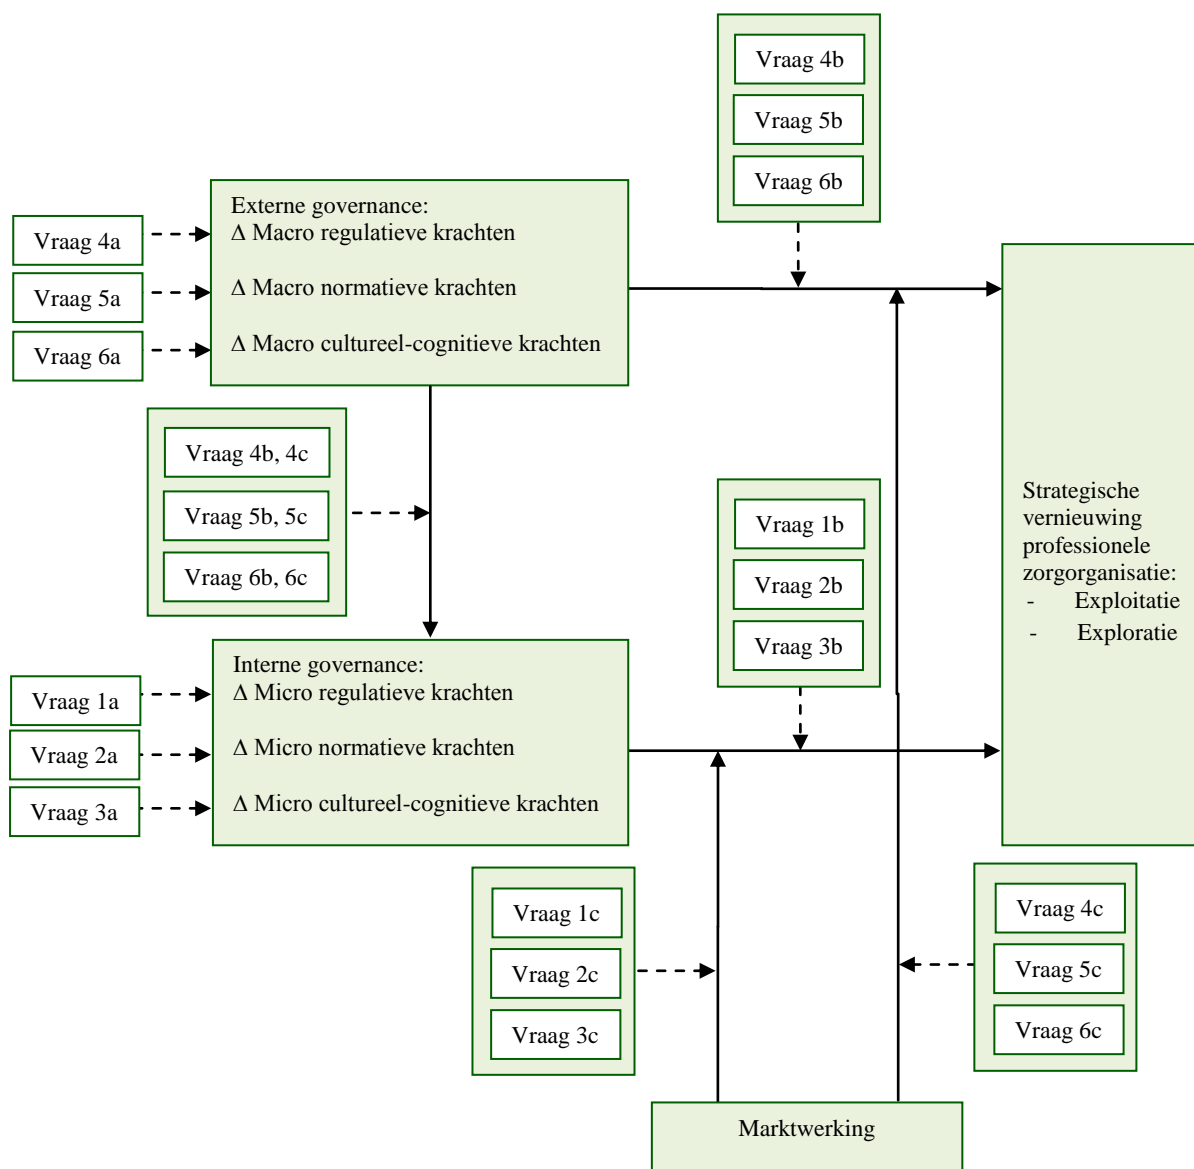 Vraag 4b
Vraag 5b
Vraag 6b
Externe governance:
Δ Macro regulatieve krachten
Δ Macro normatieve krachten
Δ Macro cultureel-cognitieve krachten
Vraag 4a
Vraag 5a
Vraag 6a
Vraag 4b, 4c
Vraag 5b, 5c
Vraag 6b, 6c
Vraag 1b
Vraag 2b
Vraag 3b
Strategische
vernieuwing
professionele
zorgorganisatie:
- Exploitatie
- Exploratie
Interne governance:
Δ Micro regulatieve krachten
Δ Micro normatieve krachten
Δ Micro cultureel-cognitieve krachten
Vraag 1a
Vraag 2a
Vraag 3a
Vraag 1c
Vraag 2c
Vraag 3c
Vraag 4c
Vraag 5c
Vraag 6c
Marktwerking